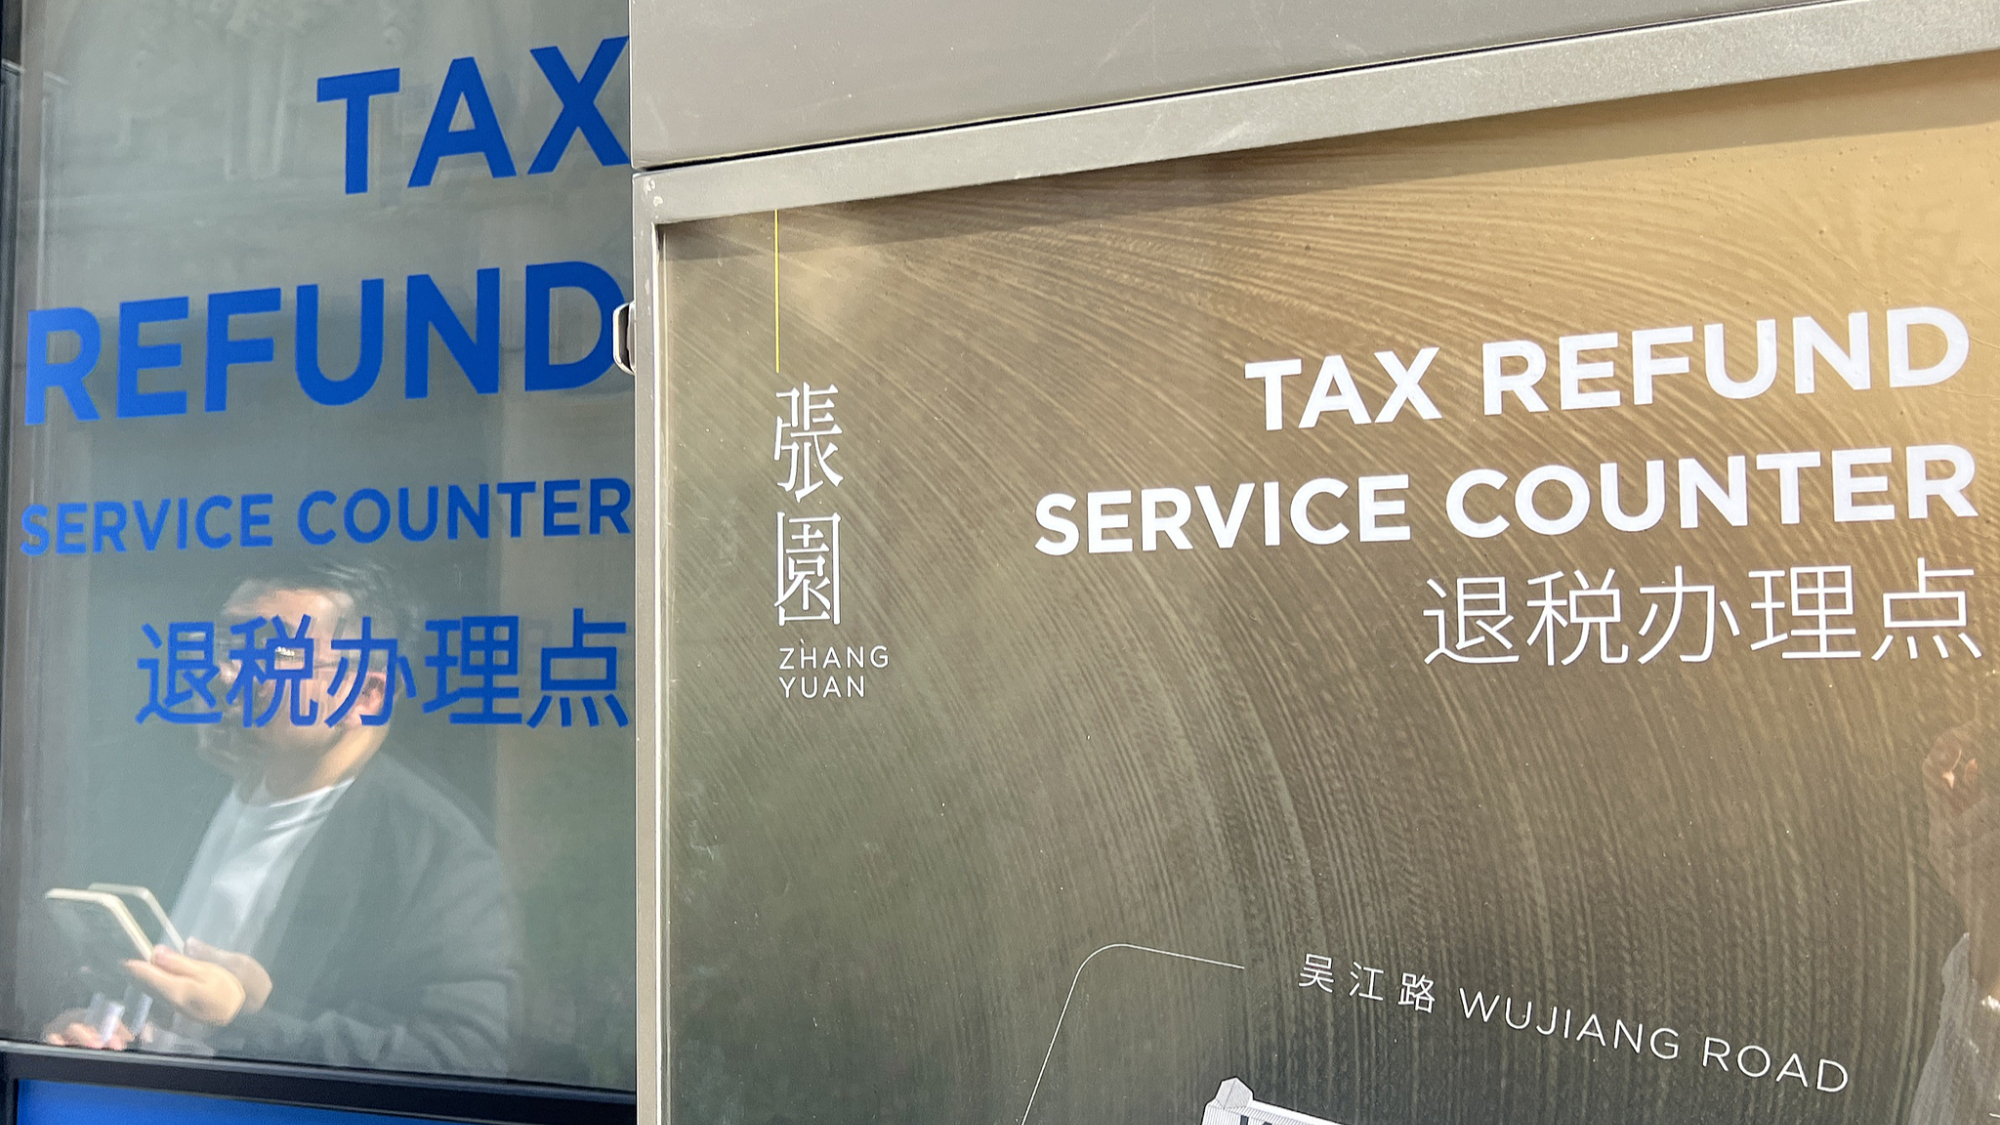 TAX
REFUND
SERVICE COUNTER
退税办理点
張園
ZHANG
YUAN
TAX REFUND
SERVICE COUNTER
退税办理点
吴江路 WUJIANG ROAD